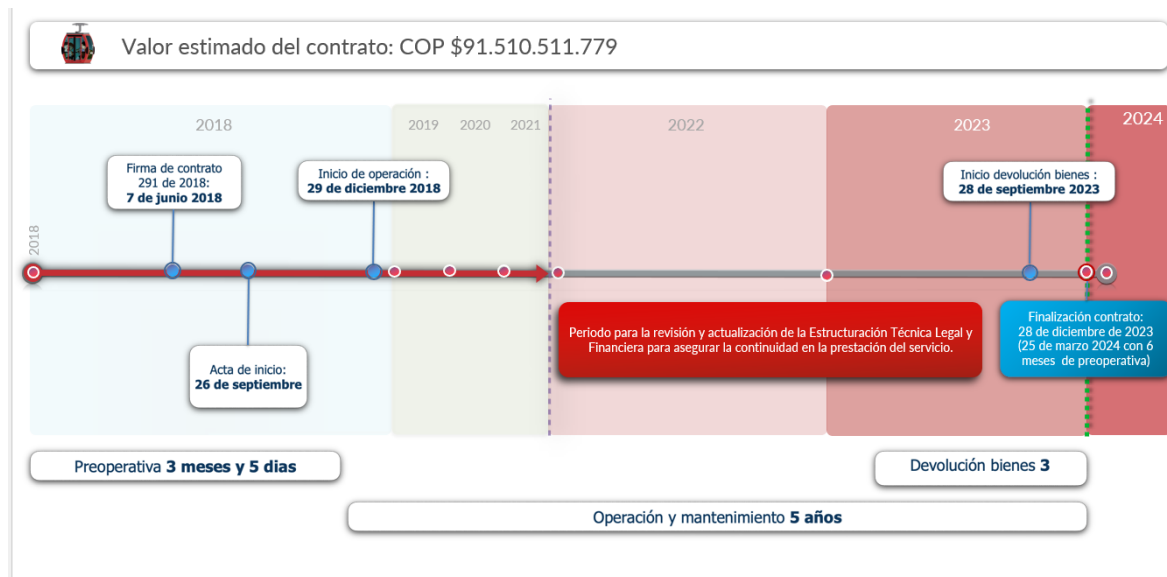 Valor estimado del contrato: COP $91.510.511.779
2018
2019
2020
2021
2022
2023
2024
Firma de contrato
291 de 2018:
7 de junio 2018
Inicio de operación :
29 de diciembre 2018
Inicio devolución bienes :
28 de septiembre 2023
2018
Acta de inicio:
26 de septiembre
Periodo para la revisión y actualización de la Estructuración Técnica Legal y
Financiera para asegurar la continuidad en la prestación del servicio.
Finalización contrato:
28 de diciembre de 2023
(25 de marzo 2024 con 6
meses de preoperativa)
Preoperativa 3 meses y 5 dias
Devolución bienes 3
Operación y mantenimiento 5 años